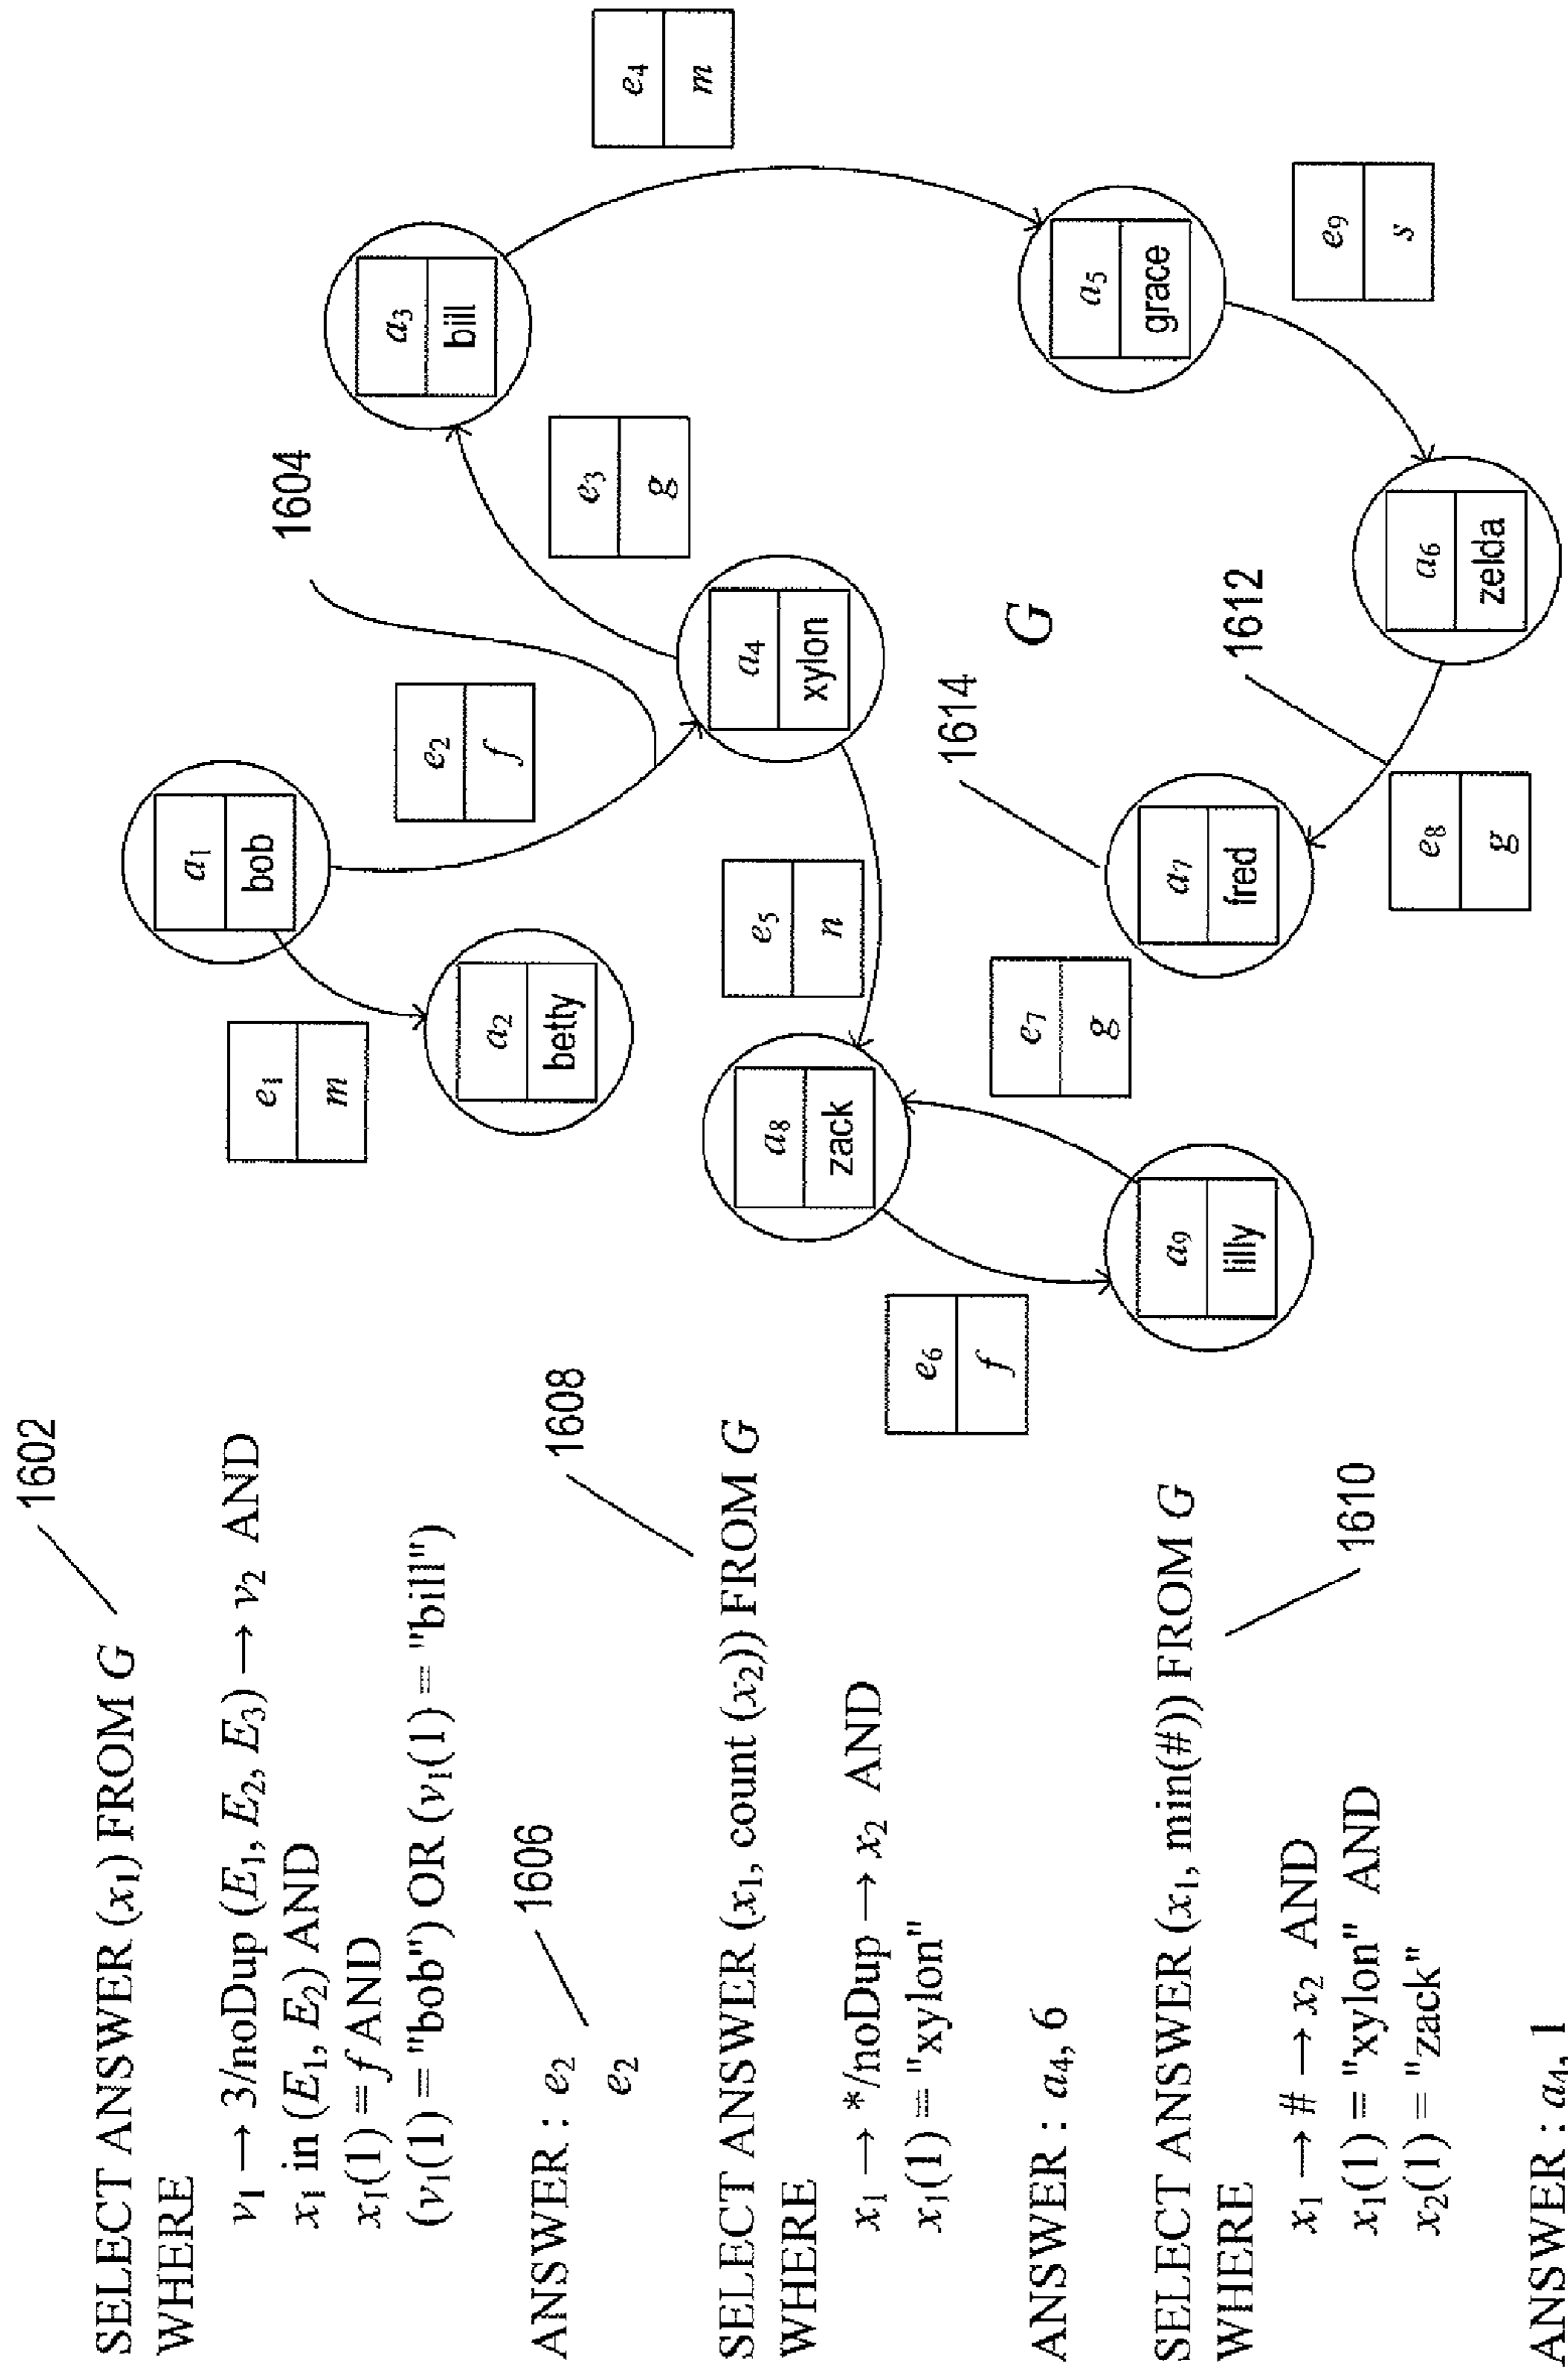 1602
SELECT ANSWER (x₁) FROM G
WHERE
v₁ → 3/noDup (E₁, E₂, E₃) → v₂ AND
x₁ in (E₁, E₂) AND
x₁(1) = f AND
(v₁(1) = "bob") OR (v₁(1) = "bill")
ANSWER : e₂
e₂
1606
1608
SELECT ANSWER (x₁, count (x₂)) FROM G
WHERE
x₁ → */noDup → x₂ AND
x₁(1) = "xylon"
ANSWER : a₄, 6
SELECT ANSWER (x₁, min(#)) FROM G
WHERE
x₁ → # → x₂ AND
x₁(1) = "xylon" AND
x₂(1) = "zack"
1610
ANSWER : a₄, 1
e₁
m
a₁
bob
a₂
betty
e₂
f
1604
a₃
bill
e₄
m
e₃
g
a₄
xylon
e₅
n
a₈
zack
e₆
f
a₉
lilly
e₇
g
1614
G
a₇
fred
1612
e₈
g
a₅
grace
e₉
s
a₆
zelda